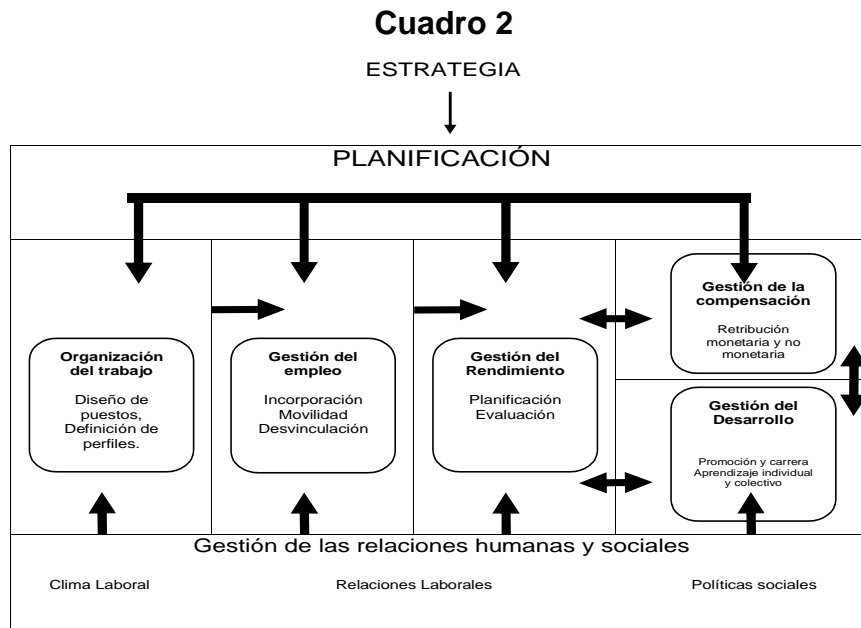 Cuadro 2
ESTRATEGIA
PLANIFICACIÓN
Organización
del trabajo
Diseño de
puestos,
Definición de
perfiles.
Gestión del
empleo
Incorporación
Movilidad
Desvinculación
Gestión del
Rendimiento
Planificación
Evaluación
Gestión de la
compensación
Retribución
monetaria y no
monetaria
Gestión del
Desarrollo
Promoción y carrera
Aprendizaje individual
y colectivo
Gestión de las relaciones humanas y sociales
Clima Laboral
Relaciones Laborales
Políticas sociales